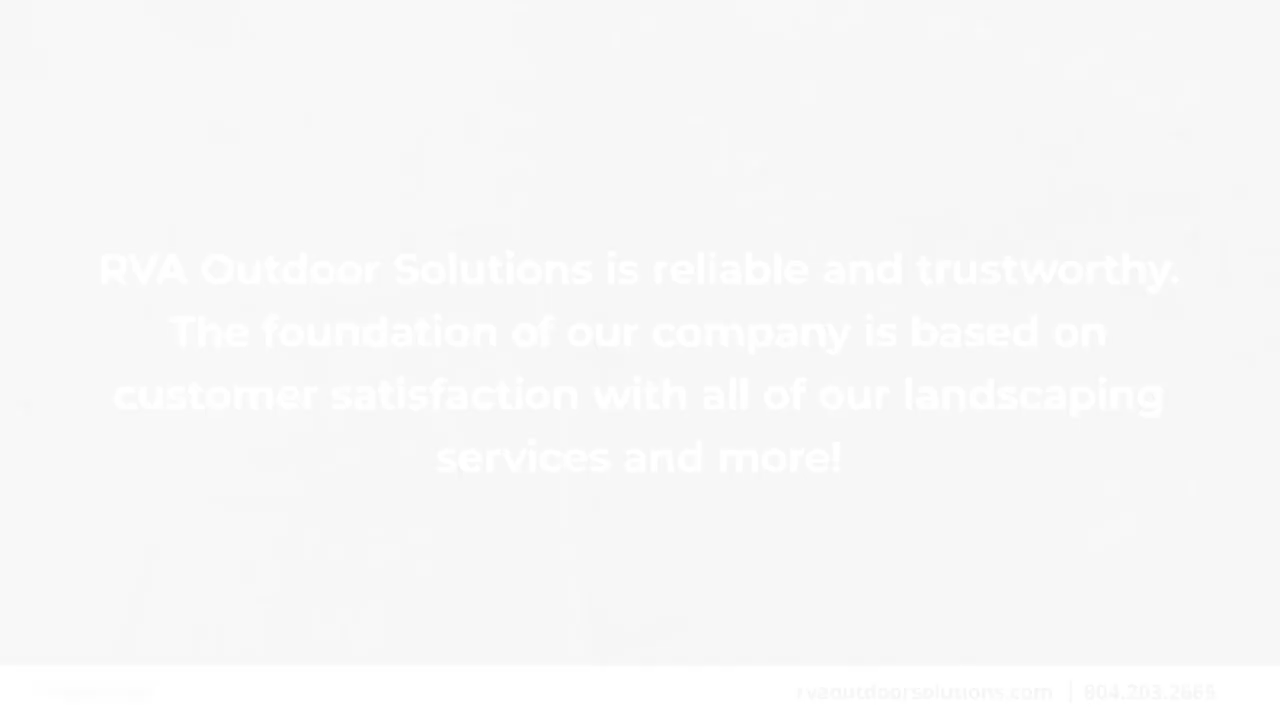 RVA Outdoor Solutions is reliable and trustworthy.
The foundation of our company is based on
customer satisfaction with all of our landscaping
services and more!
rvaoutdoorsolutions.com | 804.203.2665